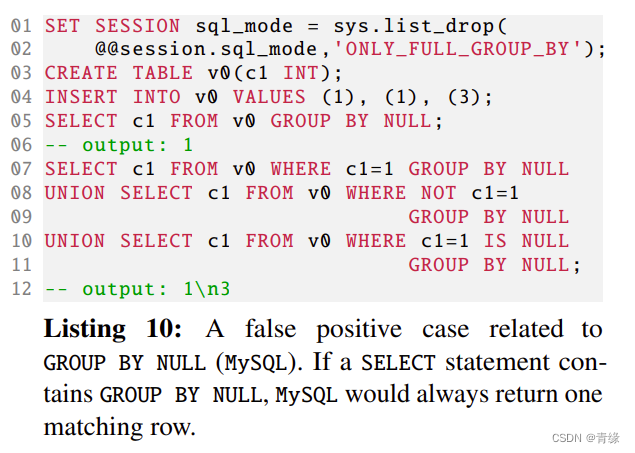 01 SET SESSION sql_mode = sys.list_drop(
02     @@session.sql_mode,'ONLY_FULL_GROUP_BY');
03 CREATE TABLE v0(c1 INT);
04 INSERT INTO v0 VALUES (1), (1), (3);
05 SELECT c1 FROM v0 GROUP BY NULL;
06 -- output: 1
07 SELECT c1 FROM v0 WHERE c1=1 GROUP BY NULL
08 UNION SELECT c1 FROM v0 WHERE NOT c1=1
09                               GROUP BY NULL
10 UNION SELECT c1 FROM v0 WHERE c1=1 IS NULL
11                               GROUP BY NULL;
12 -- output: 1\n3
Listing 10: A false positive case related to
GROUP BY NULL (MySQL). If a SELECT statement con-
tains GROUP BY NULL, MySQL would always return one
matching row.
CSDN @青缘